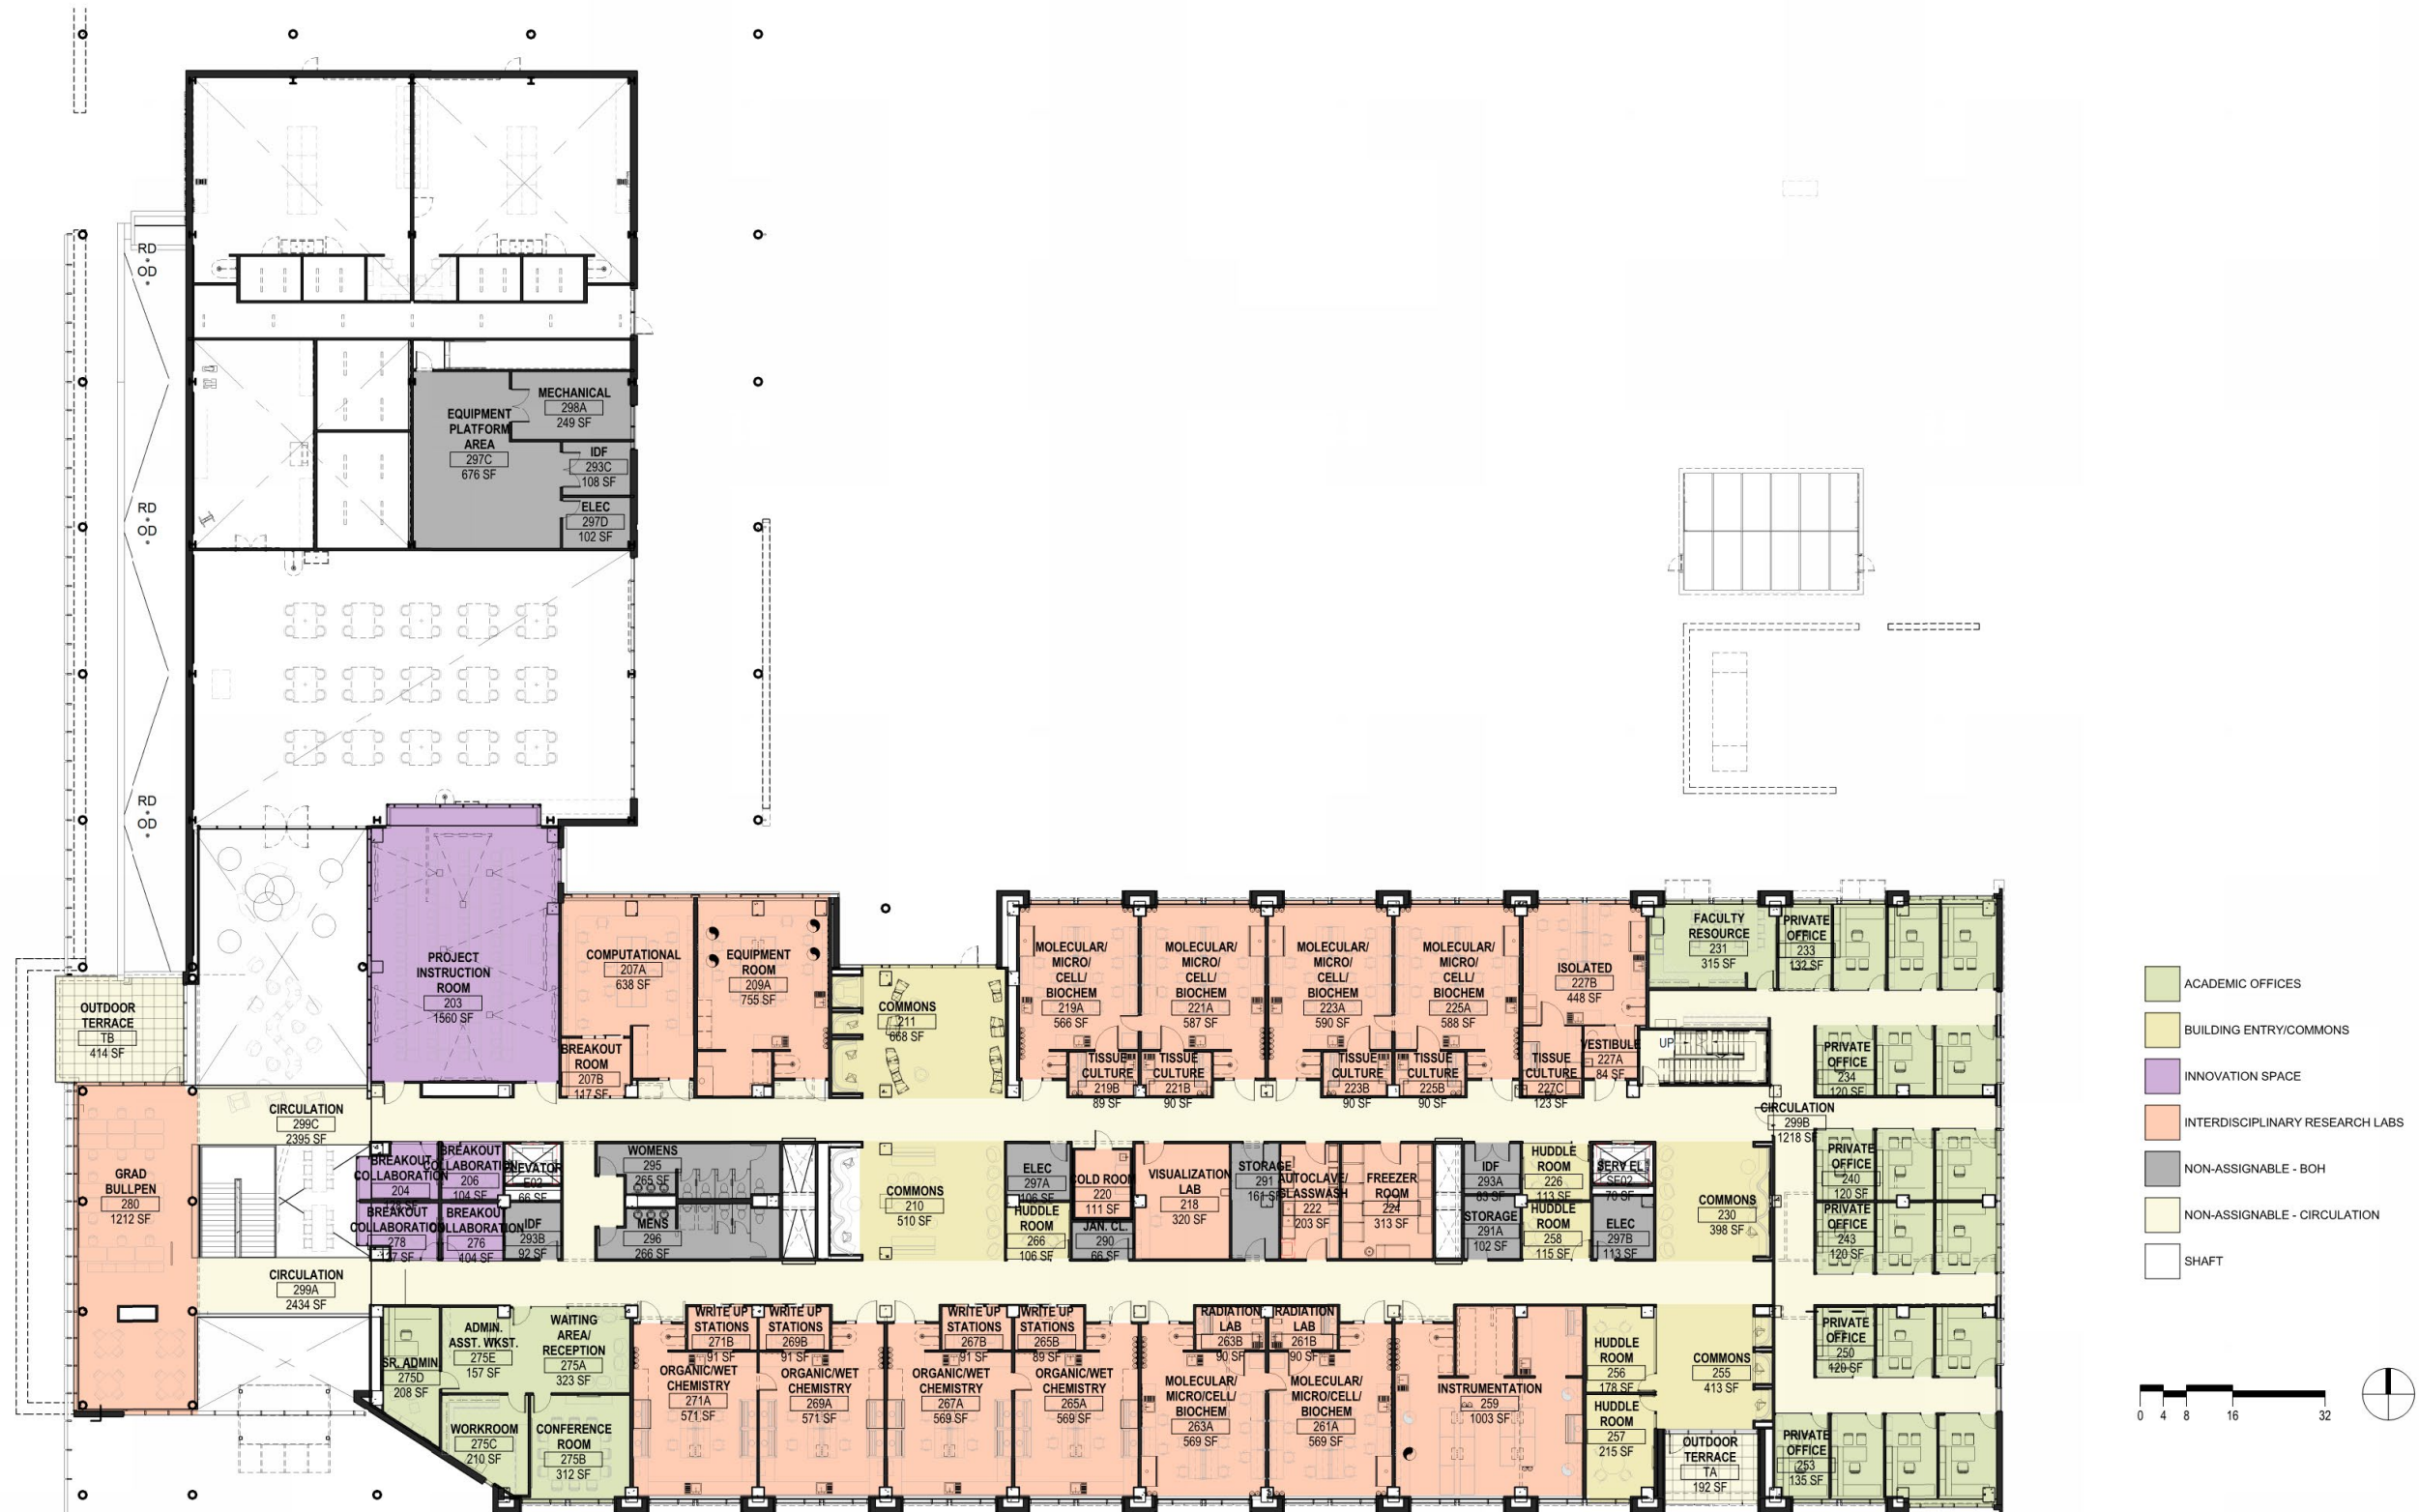 RD
OD
MECHANICAL
298A
249 SF
EQUIPMENT
PLATFORM
AREA
297C
676 SF
IDF
293C
108 SF
ELEC
297D
102 SF
RD
OD
RD
OD
PROJECT
INSTRUCTION
ROOM
203
1560 SF
COMPUTATIONAL
207A
638 SF
BREAKOUT
ROOM
207B
117 SF
EQUIPMENT
ROOM
209A
755 SF
COMMONS
211
668 SF
MOLECULAR/
MICRO/
CELL/
BIOCHEM
219A
566 SF
TISSUE
CULTURE
219B
89 SF
MOLECULAR/
MICRO/
CELL/
BIOCHEM
221A
587 SF
TISSUE
CULTURE
221B
90 SF
MOLECULAR/
MICRO/
CELL/
BIOCHEM
223A
590 SF
TISSUE
CULTURE
223B
90 SF
MOLECULAR/
MICRO/
CELL/
BIOCHEM
225A
588 SF
TISSUE
CULTURE
225B
90 SF
ISOLATED
227B
448 SF
TISSUE
CULTURE
227C
123 SF
VESTIBULE
227A
84 SF
FACULTY
RESOURCE
231
315 SF
UP
PRIVATE
OFFICE
233
132 SF
PRIVATE
OFFICE
234
120 SF
CIRCULATION
299B
1218 SF
PRIVATE
OFFICE
240
120 SF
PRIVATE
OFFICE
243
120 SF
PRIVATE
OFFICE
250
120 SF
PRIVATE
OFFICE
253
135 SF
OUTDOOR
TERRACE
TB
414 SF
GRAD
BULLPEN
280
1212 SF
CIRCULATION
299C
2395 SF
CIRCULATION
299A
2434 SF
BREAKOUT
COLLABORATION
204
BREAKOUT
COLLABORATION
206
104 SF
ELEVATOR
E02
66 SF
BREAKOUT
COLLABORATION
278
BREAKOUT
COLLABORATION
276
104 SF
IDF
293B
92 SF
WOMENS
295
265 SF
MENS
296
266 SF
COMMONS
210
510 SF
ELEC
297A
106 SF
HUDDLE
ROOM
266
106 SF
COLD ROOM
220
111 SF
JAN. CL.
290
66 SF
VISUALIZATION
LAB
218
320 SF
STORAGE
291
161 SF
AUTOCLAVE/
GLASSWASH
222
203 SF
FREEZER
ROOM
224
313 SF
IDF
293A
83 SF
STORAGE
291A
102 SF
HUDDLE
ROOM
226
113 SF
HUDDLE
ROOM
258
115 SF
SERV EL
SE02
70 SF
ELEC
297B
113 SF
COMMONS
230
398 SF
SR. ADMIN
275D
208 SF
ADMIN.
ASST. WKST.
275E
157 SF
WAITING
AREA/
RECEPTION
275A
323 SF
WORKROOM
275C
210 SF
CONFERENCE
ROOM
275B
312 SF
WRITE UP
STATIONS
271B
91 SF
ORGANIC/WET
CHEMISTRY
271A
571 SF
WRITE UP
STATIONS
269B
91 SF
ORGANIC/WET
CHEMISTRY
269A
571 SF
WRITE UP
STATIONS
267B
91 SF
ORGANIC/WET
CHEMISTRY
267A
569 SF
WRITE UP
STATIONS
265B
89 SF
ORGANIC/WET
CHEMISTRY
265A
569 SF
RADIATION
LAB
263B
90 SF
MOLECULAR/
MICRO/CELL/
BIOCHEM
263A
569 SF
RADIATION
LAB
261B
90 SF
MOLECULAR/
MICRO/CELL/
BIOCHEM
261A
569 SF
INSTRUMENTATION
259
1003 SF
HUDDLE
ROOM
256
178 SF
HUDDLE
ROOM
257
215 SF
COMMONS
255
413 SF
OUTDOOR
TERRACE
TA
192 SF
ACADEMIC OFFICES
BUILDING ENTRY/COMMONS
INNOVATION SPACE
INTERDISCIPLINARY RESEARCH LABS
NON-ASSIGNABLE - BOH
NON-ASSIGNABLE - CIRCULATION
SHAFT
0 4 8 16 32